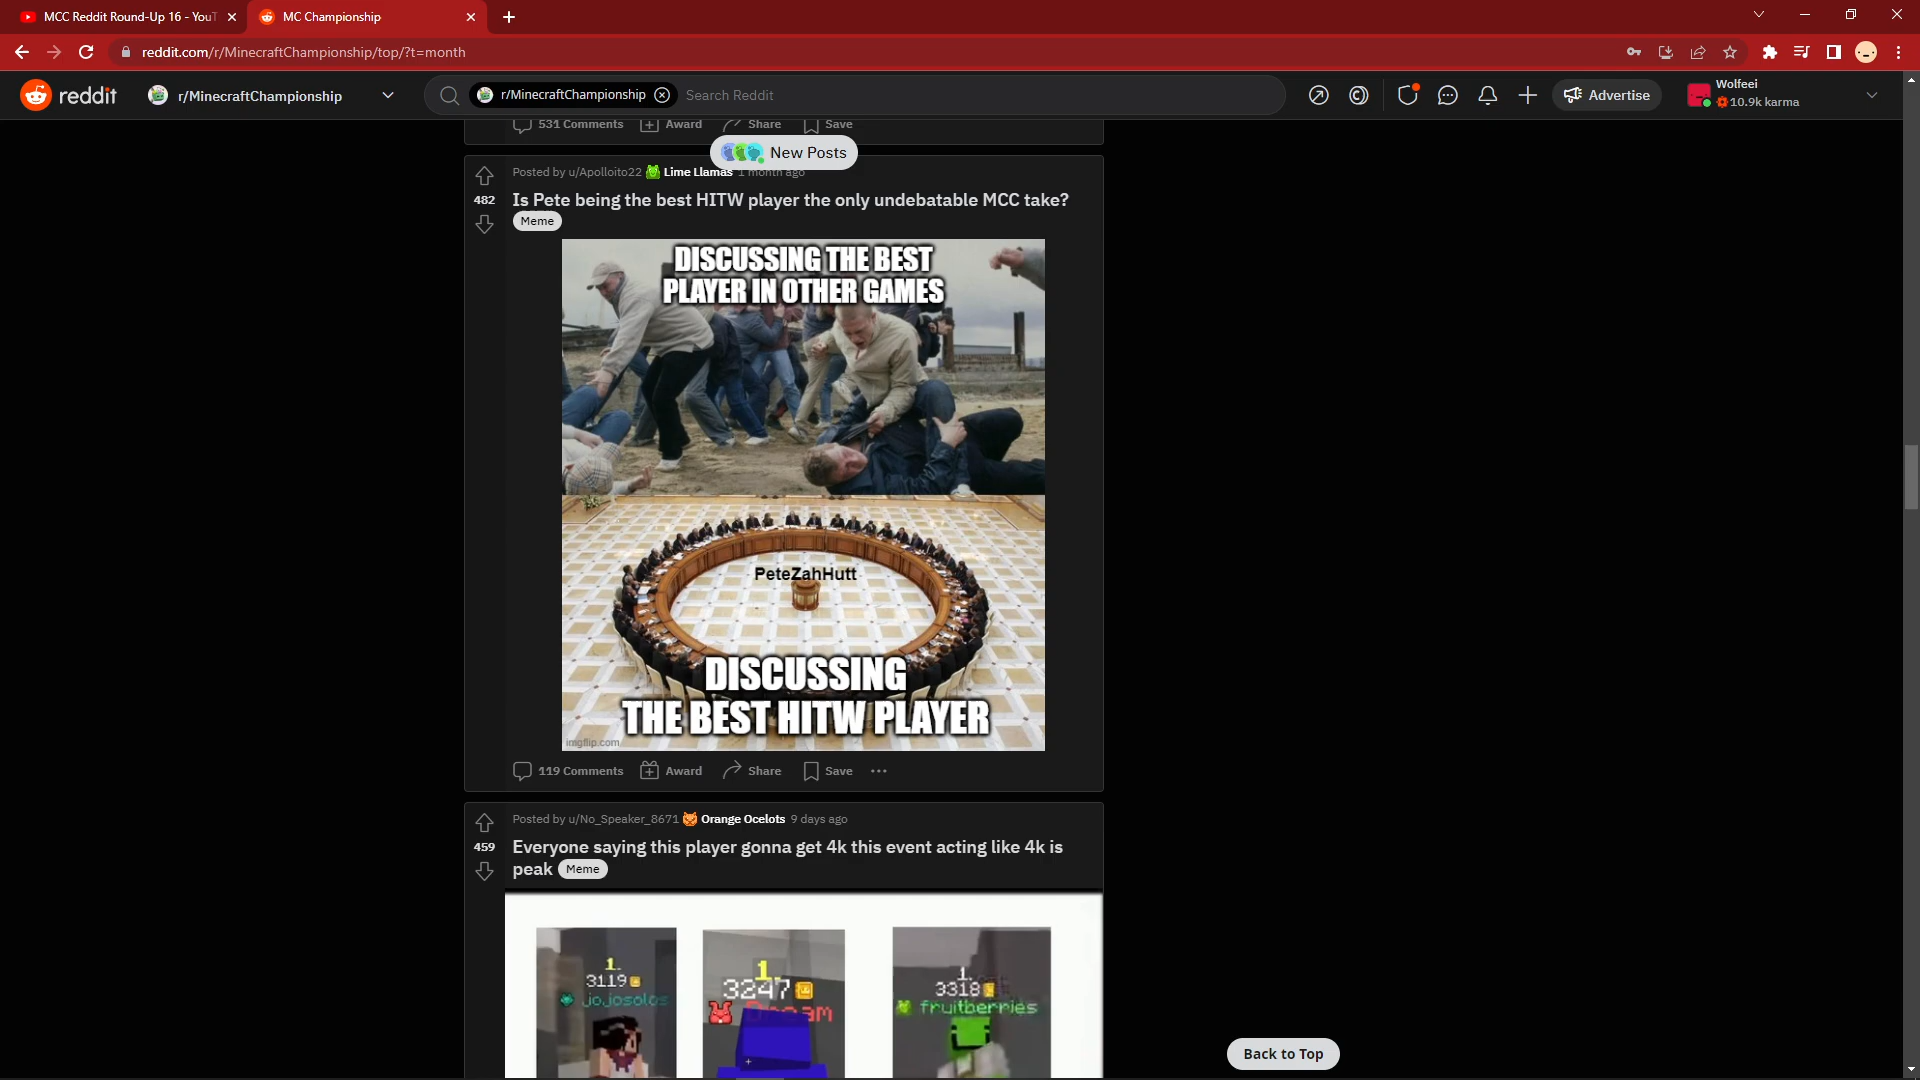 MCC Reddit Round-Up 16 - YouT
MC Championship
reddit.com/r/MinecraftChampionship/top/?t=month
reddit
r/MinecraftChampionship
r/MinecraftChampionship
Search Reddit
Advertise
Wolfeei
10.9k karma
531 Comments
Award
Share
Save
New Posts
Posted by u/Apolloito22 Lime Llamas 1 month ago
482
Is Pete being the best HITW player the only undebatable MCC take?
Meme
DISCUSSING THE BEST
PLAYER IN OTHER GAMES
PeteZahHutt
DISCUSSING
THE BEST HITW PLAYER
imgflip.com
119 Comments
Award
Share
Save
Posted by u/No_Speaker_8671 Orange Ocelots 9 days ago
459
Everyone saying this player gonna get 4k this event acting like 4k is
peak Meme
1.
3119
jojosolos
1.
3247
Dream
1.
3318
fruitberries
Back to Top